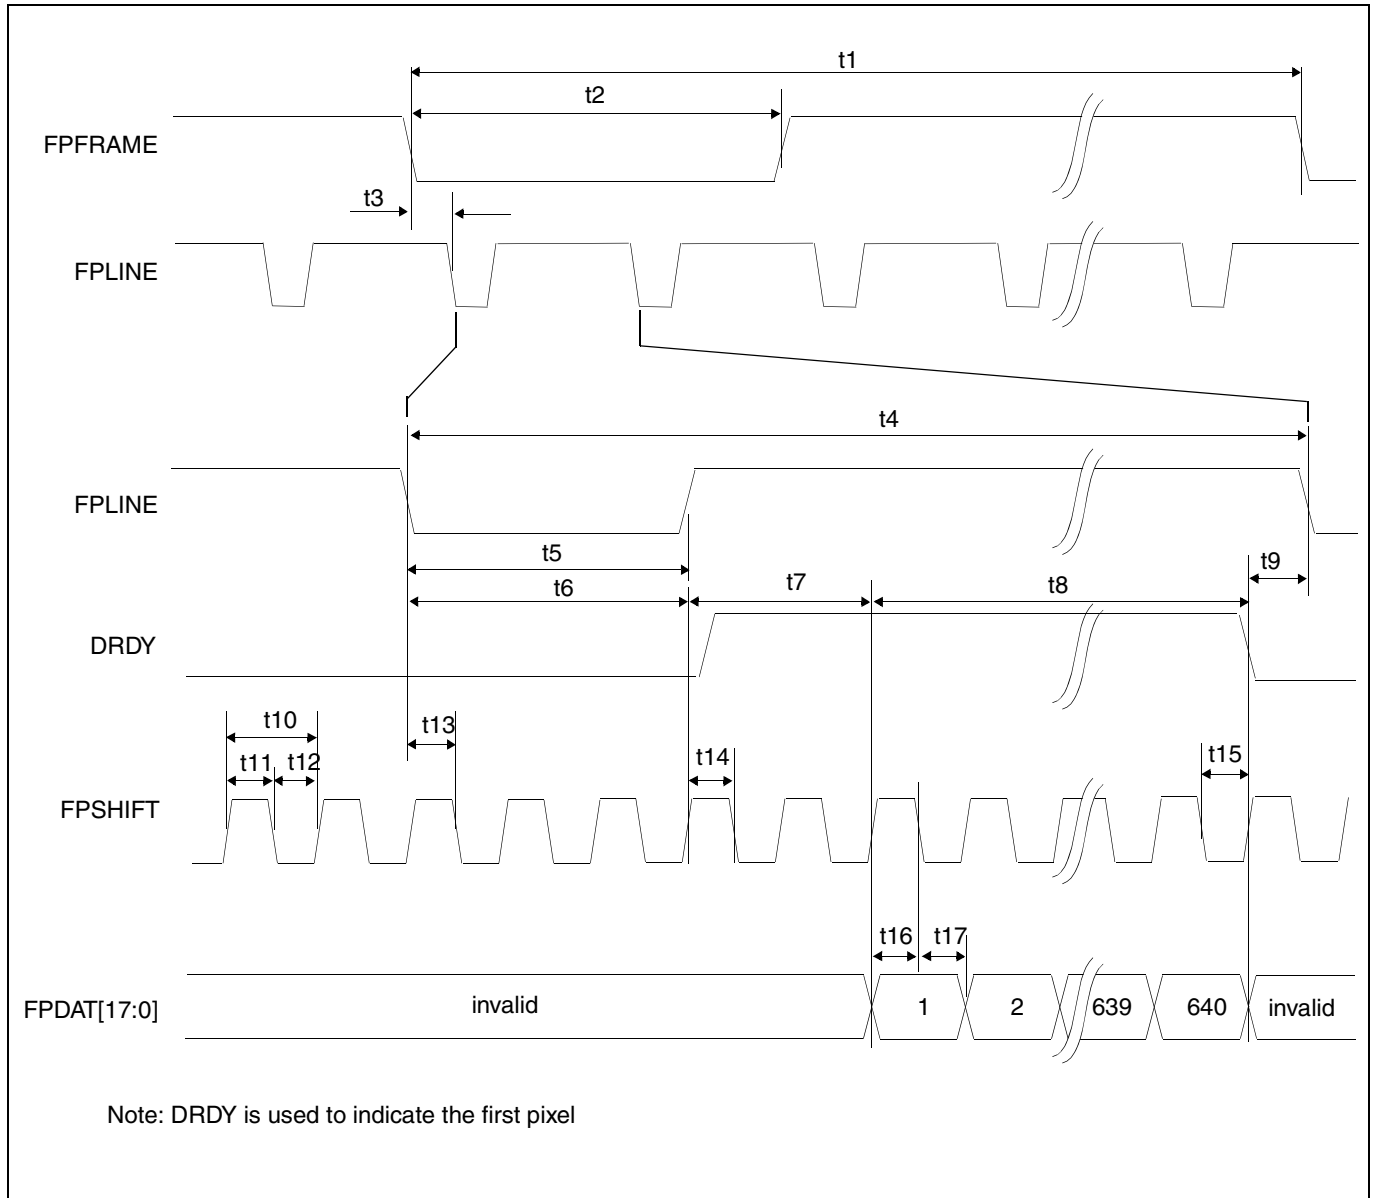 t1
t2
FPFRAME
t3
FPLINE
t4
FPLINE
t5
t9
t6
t7
t8
DRDY
t10
t13
t11
t12
t14
t15
FPSHIFT
t16
t17
FPDAT[17:0]
invalid
1
2
639
640
invalid
Note: DRDY is used to indicate the first pixel